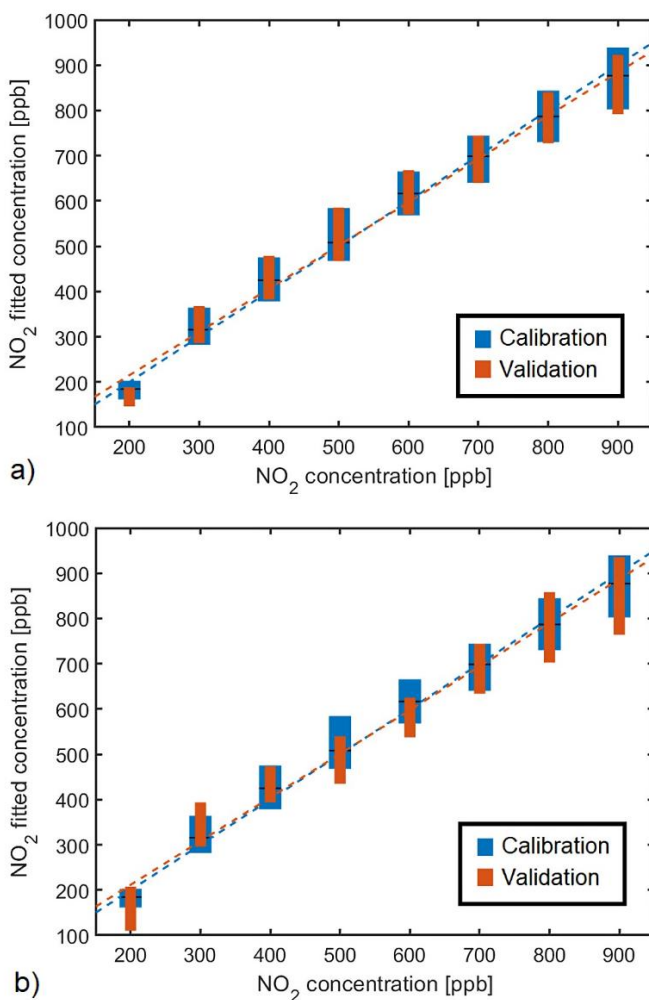 1000
900
800
700
600
500
400
300
200
100
NO2 fitted concentration [ppb]
Calibration
Validation
200 300 400 500 600 700 800 900
NO2 concentration [ppb]
a)
1000
900
800
700
600
500
400
300
200
100
NO2 fitted concentration [ppb]
Calibration
Validation
200 300 400 500 600 700 800 900
NO2 concentration [ppb]
b)